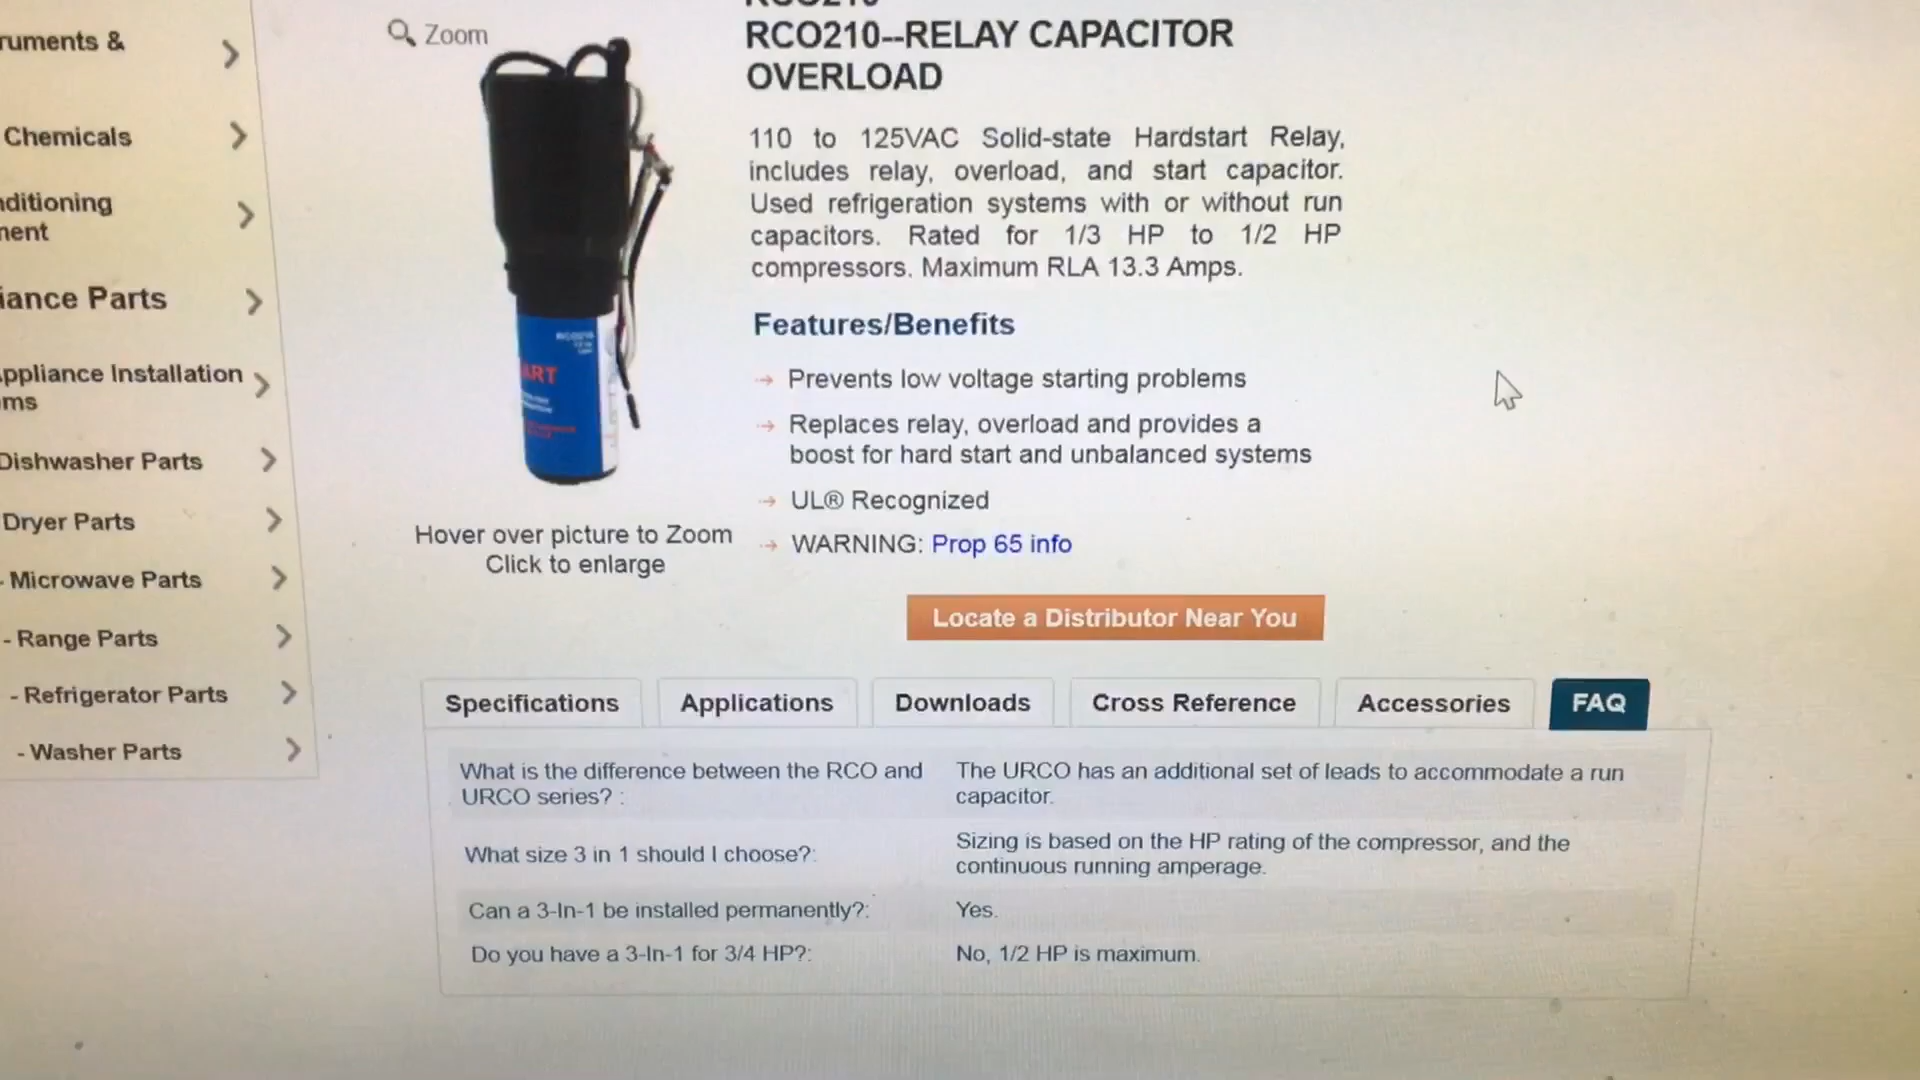 ruments &
Chemicals
nditioning
nent
iance Parts
ppliance Installation
ms
Dishwasher Parts
Dryer Parts
- Microwave Parts
- Range Parts
- Refrigerator Parts
- Washer Parts
Zoom
ART
Hover over picture to Zoom
Click to enlarge
RCO210
RCO210--RELAY CAPACITOR
OVERLOAD
110 to 125VAC Solid-state Hardstart Relay,
includes relay, overload, and start capacitor.
Used refrigeration systems with or without run
capacitors. Rated for 1/3 HP to 1/2 HP
compressors. Maximum RLA 13.3 Amps.
Features/Benefits
Prevents low voltage starting problems
Replaces relay, overload and provides a
boost for hard start and unbalanced systems
UL® Recognized
WARNING: Prop 65 info
Locate a Distributor Near You
Specifications Applications Downloads Cross Reference Accessories FAQ
What is the difference between the RCO and
URCO series? :
The URCO has an additional set of leads to accommodate a run
capacitor.
What size 3 in 1 should I choose?:
Sizing is based on the HP rating of the compressor, and the
continuous running amperage.
Can a 3-In-1 be installed permanently?:
Yes.
Do you have a 3-In-1 for 3/4 HP?:
No, 1/2 HP is maximum.